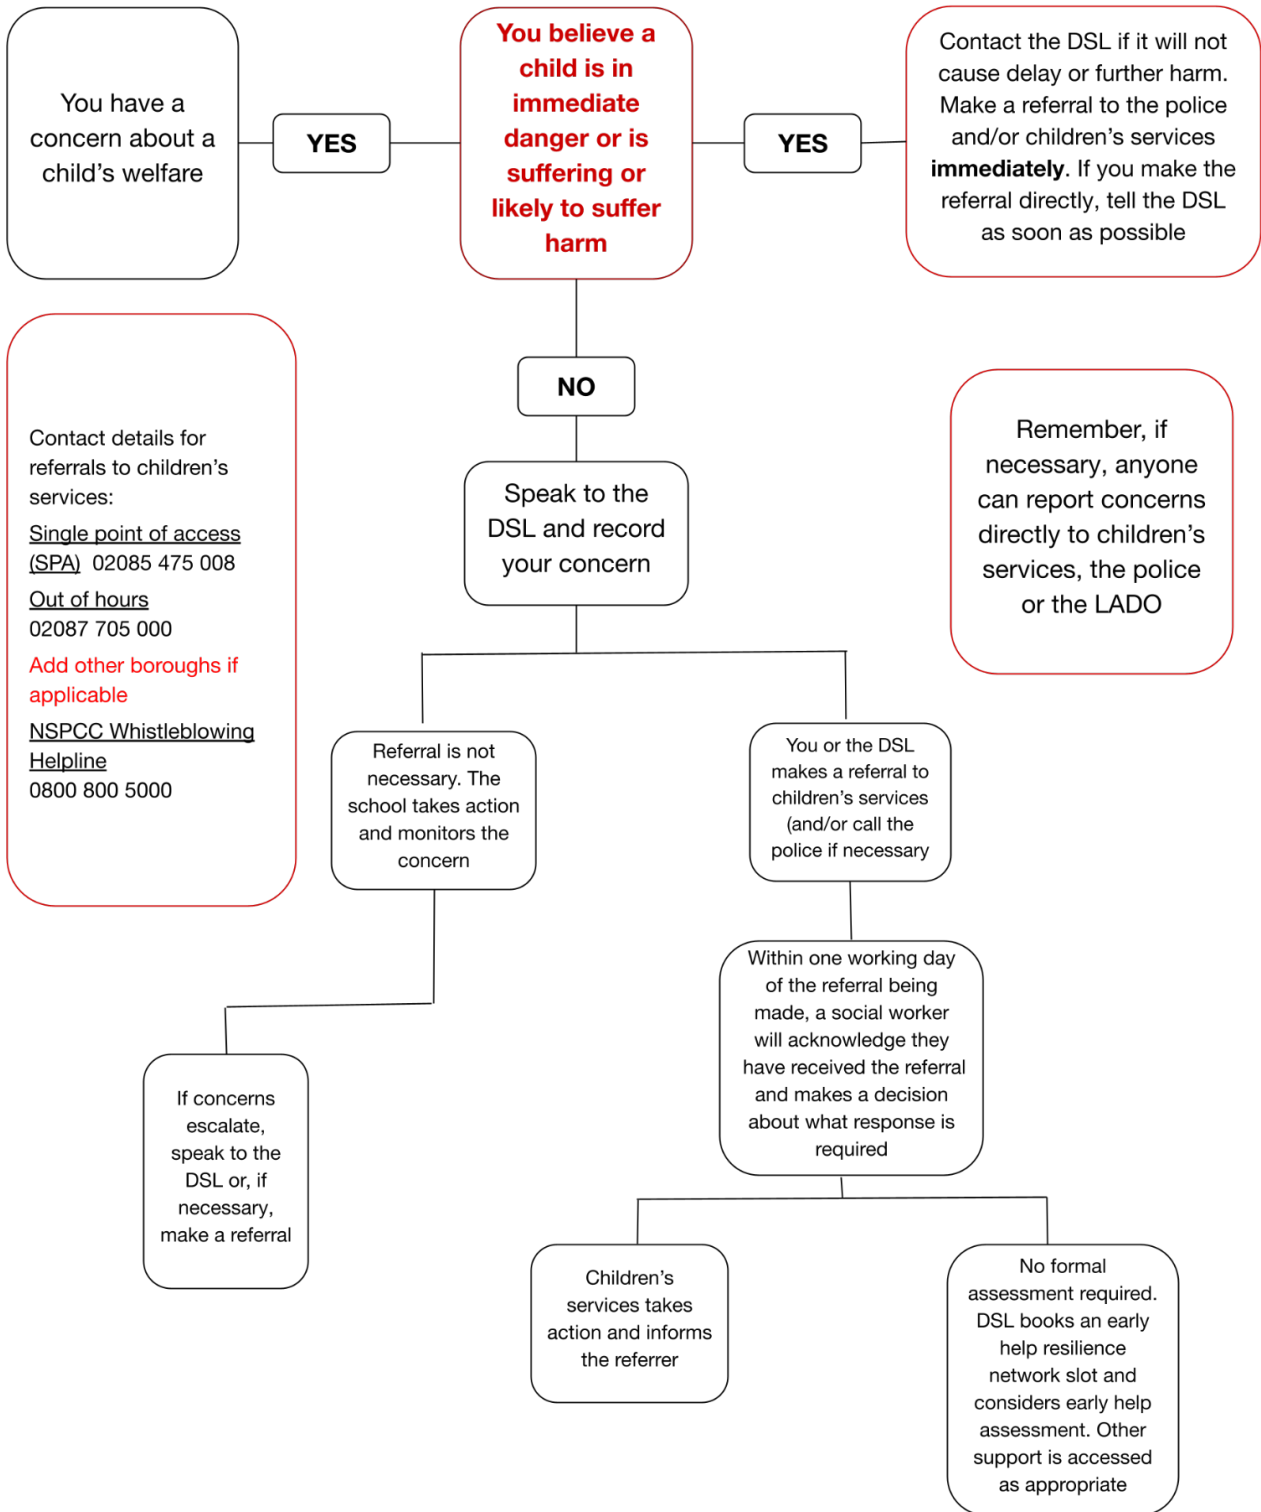 You have a
concern about a
child’s welfare
YES
You believe a
child is in
immediate
danger or is
suffering or
likely to suffer
harm
YES
Contact the DSL if it will not
cause delay or further harm.
Make a referral to the police
and/or children’s services
immediately. If you make the
referral directly, tell the DSL
as soon as possible
NO
Contact details for
referrals to children’s
services:
Single point of access
(SPA) 02085 475 008
Out of hours
02087 705 000
Add other boroughs if
applicable
NSPCC Whistleblowing
Helpline
0800 800 5000
Speak to the
DSL and record
your concern
Remember, if
necessary, anyone
can report concerns
directly to children’s
services, the police
or the LADO
Referral is not
necessary. The
school takes action
and monitors the
concern
You or the DSL
makes a referral to
children’s services
(and/or call the
police if necessary
Within one working day
of the referral being
made, a social worker
will acknowledge they
have received the referral
and makes a decision
about what response is
required
If concerns
escalate,
speak to the
DSL or, if
necessary,
make a referral
Children’s
services takes
action and informs
the referrer
No formal
assessment required.
DSL books an early
help resilience
network slot and
considers early help
assessment. Other
support is accessed
as appropriate